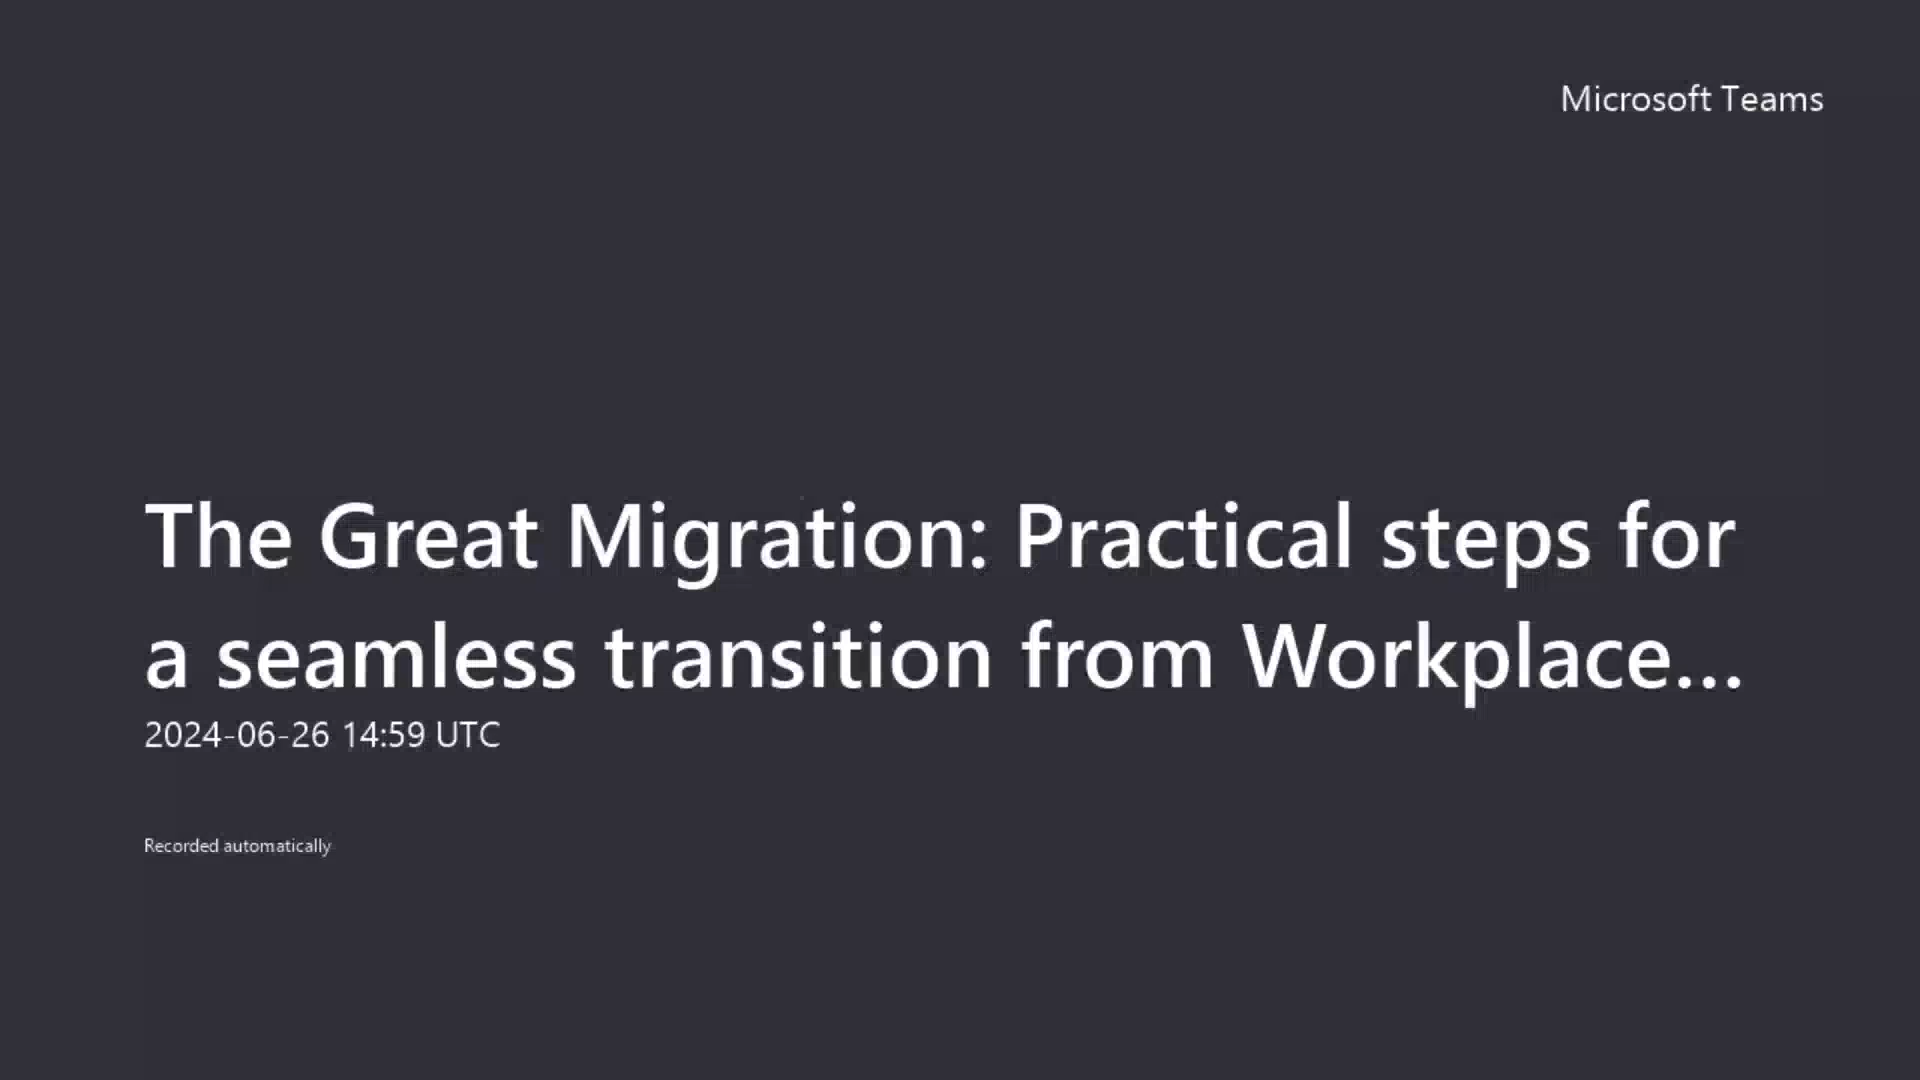 Microsoft Teams
The Great Migration: Practical steps for
a seamless transition from Workplace...
2024-06-26 14:59 UTC
Recorded automatically